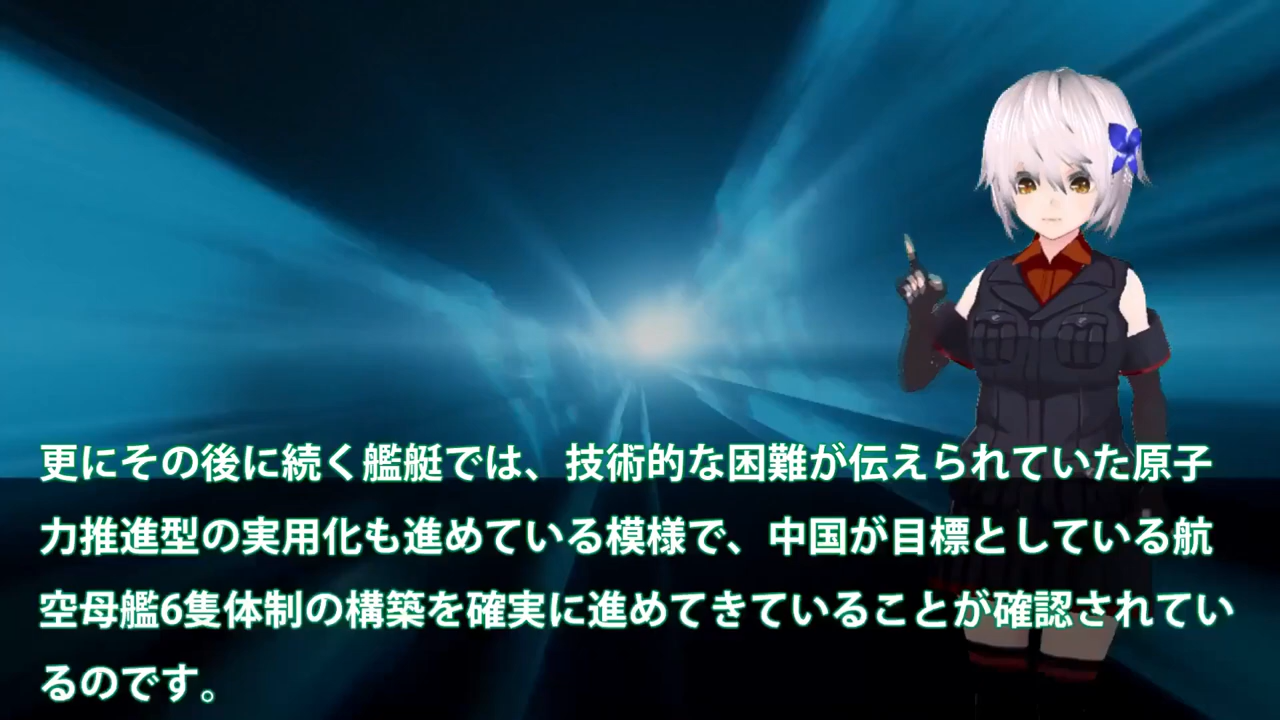 更にその後に続く艦艇では、技術的な困難が伝えられていた原子
力推進型の実用化も進めている模様で、中国が目標としている航
空母艦6隻体制の構築を確実に進めてきていることが確認されてい
るのです。